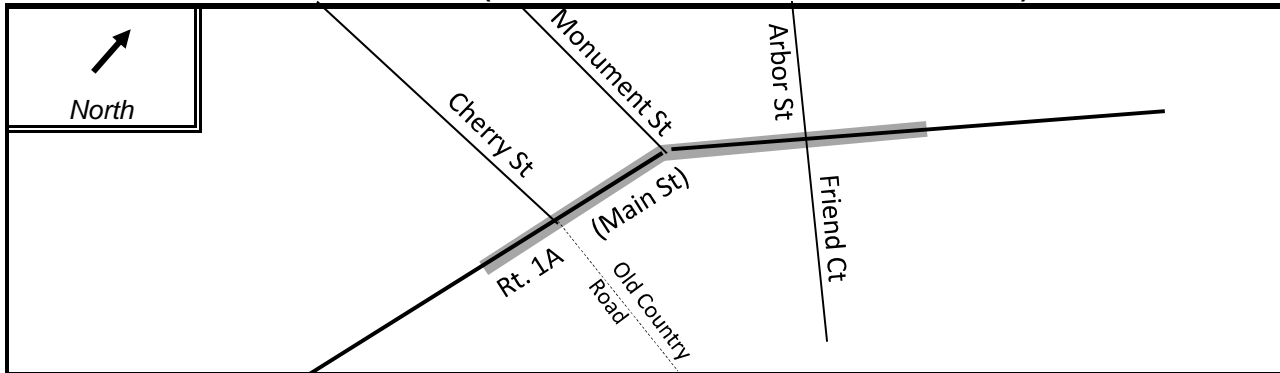 North
Cherry St
Monument St
Arbor St
(Main St)
Rt. 1A
Old Country
Road
Friend Ct